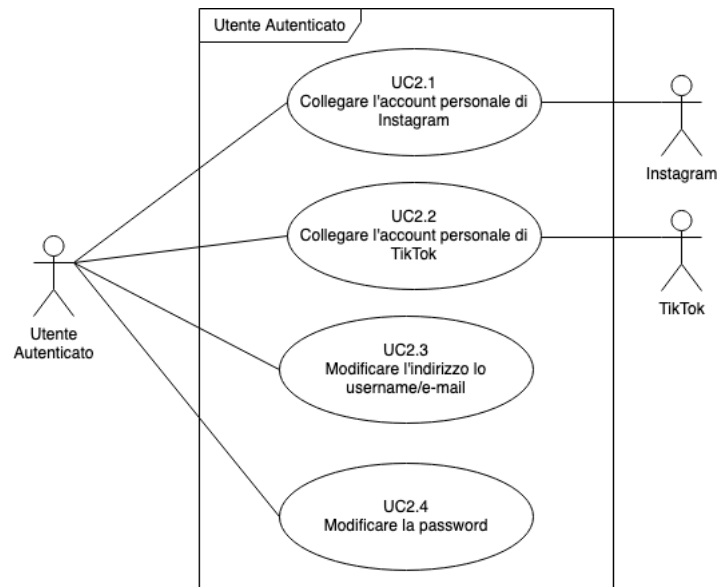 Utente Autenticato
UC2.1
Collegare l'account personale di
Instagram
Instagram
UC2.2
Collegare l'account personale di
TikTok
TikTok
Utente
Autenticato
UC2.3
Modificare l'indirizzo lo
username/e-mail
UC2.4
Modificare la password